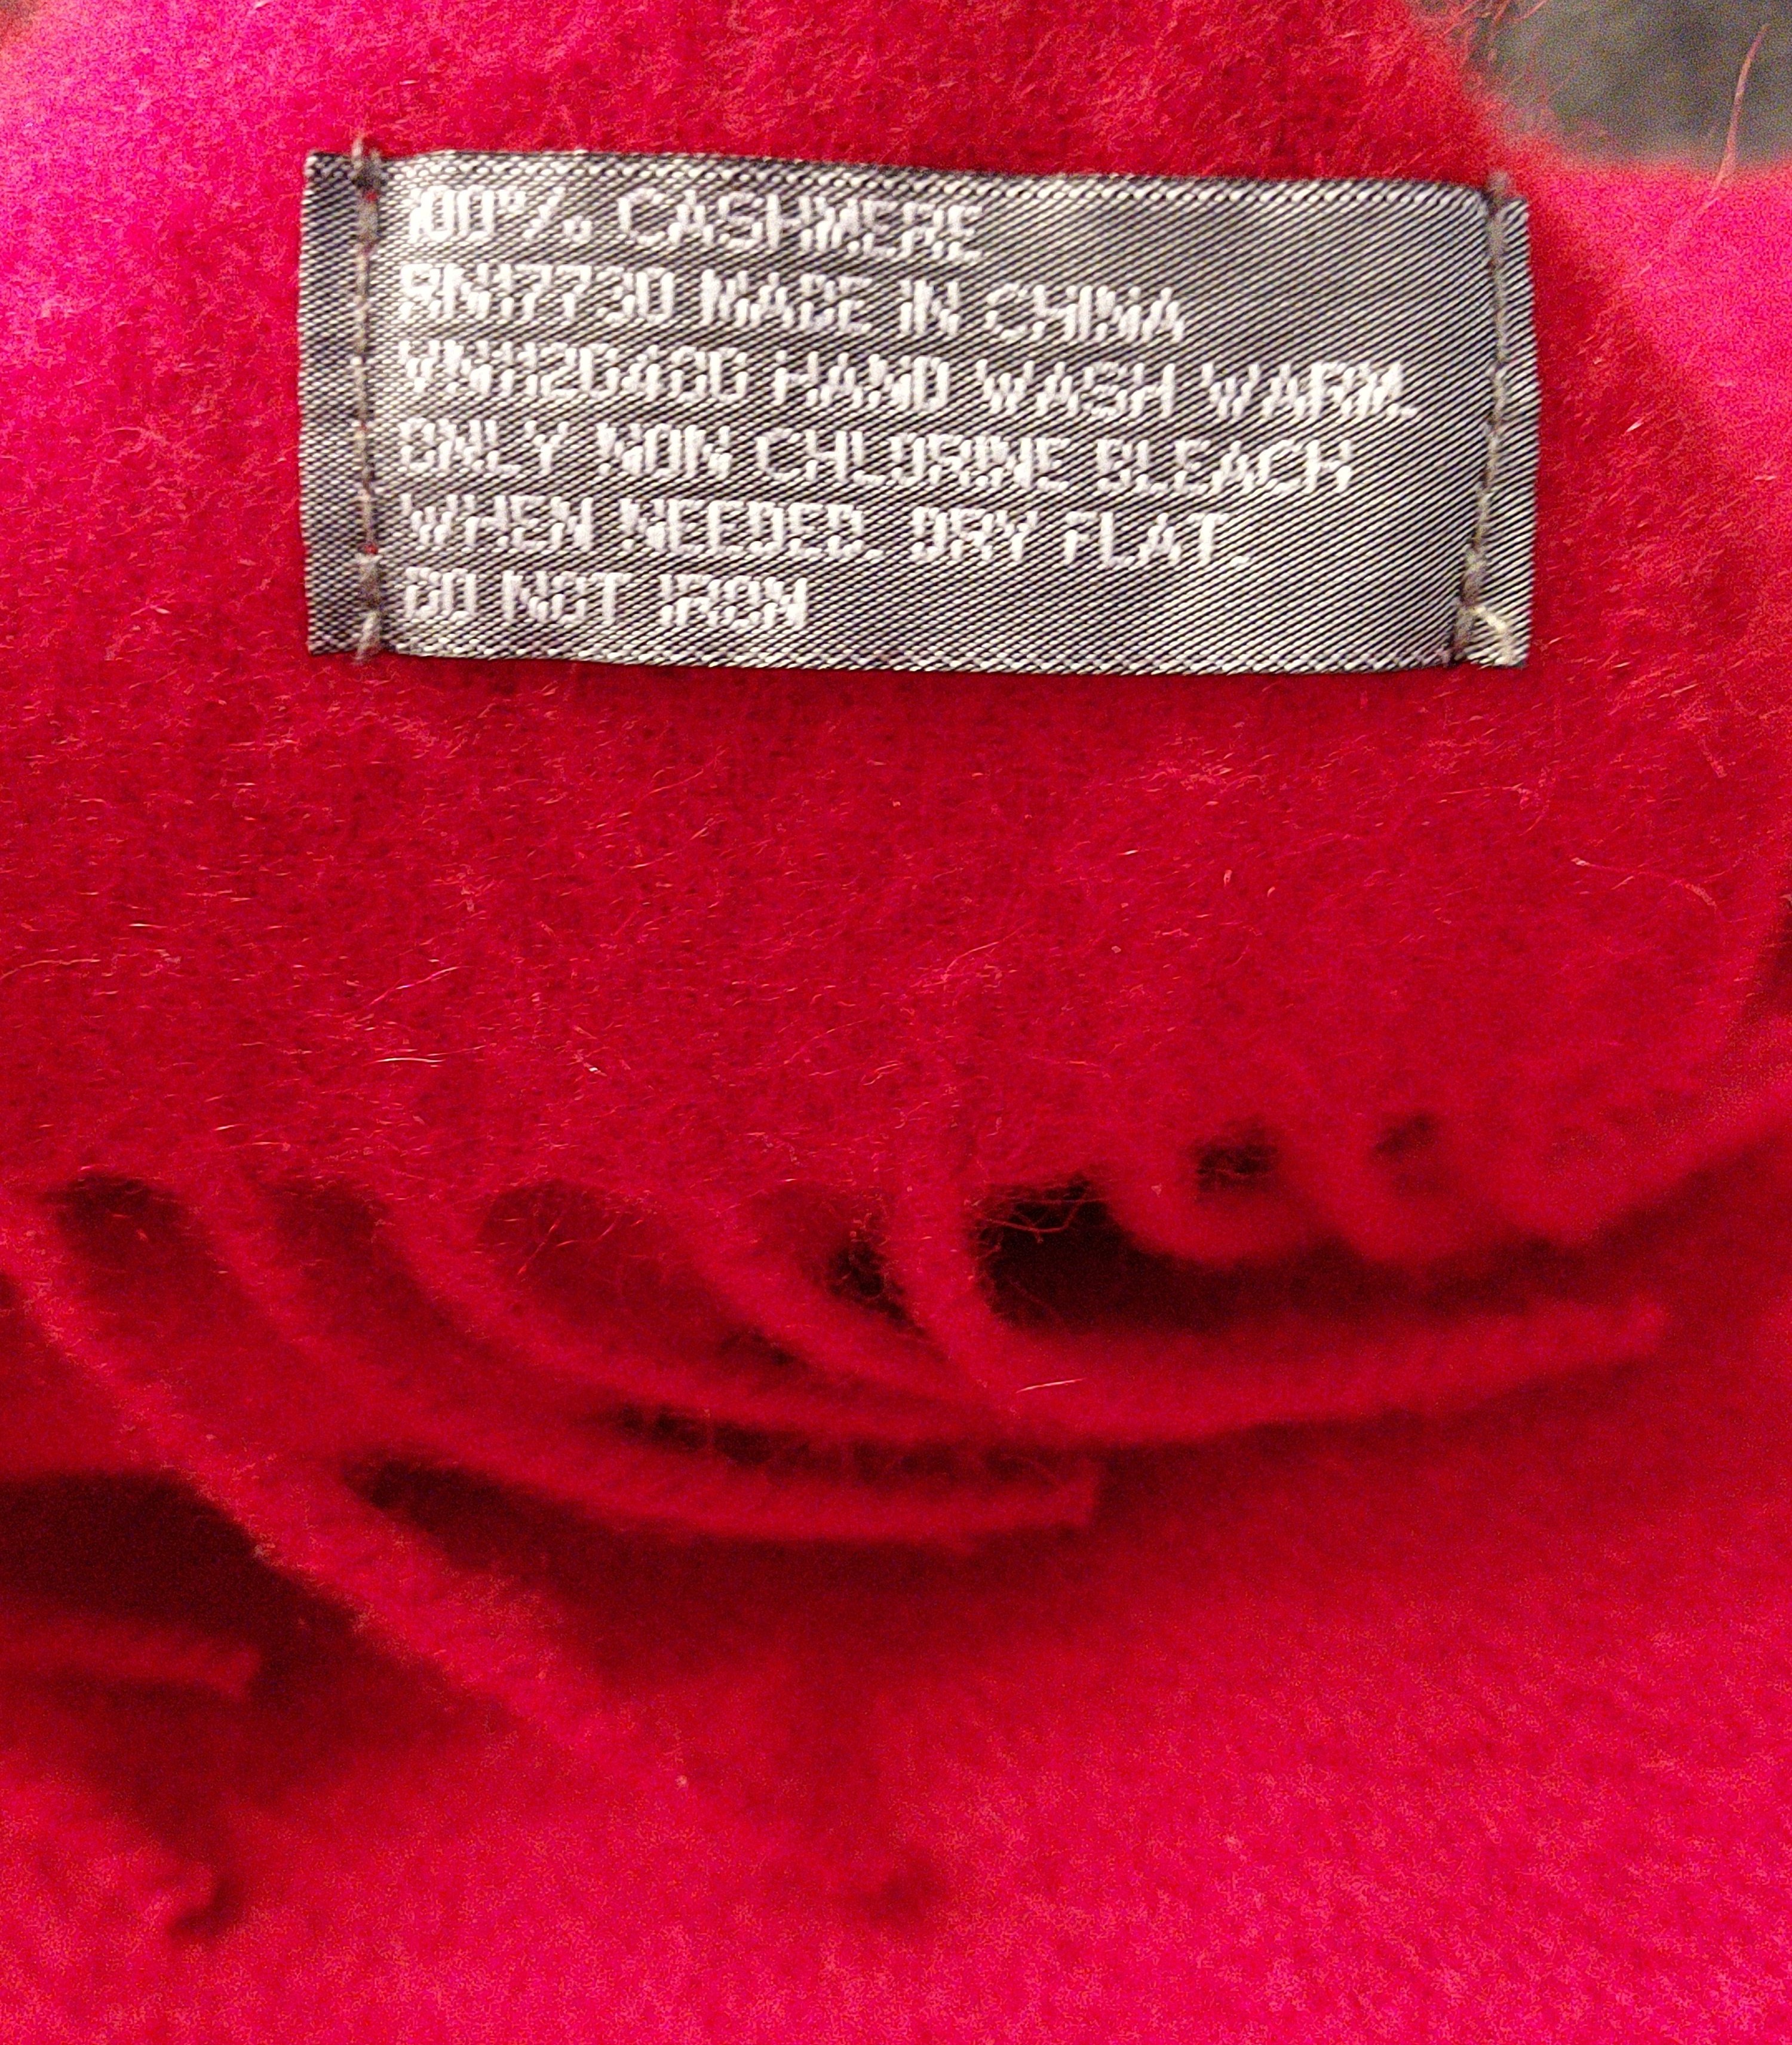 100% CASHMERE
RN17730 MADE IN CHINA
HAND WASH WARM.
ONLY NON CHLORINE BLEACH
WHEN NEEDED. DRY FLAT.
DO NOT IRON